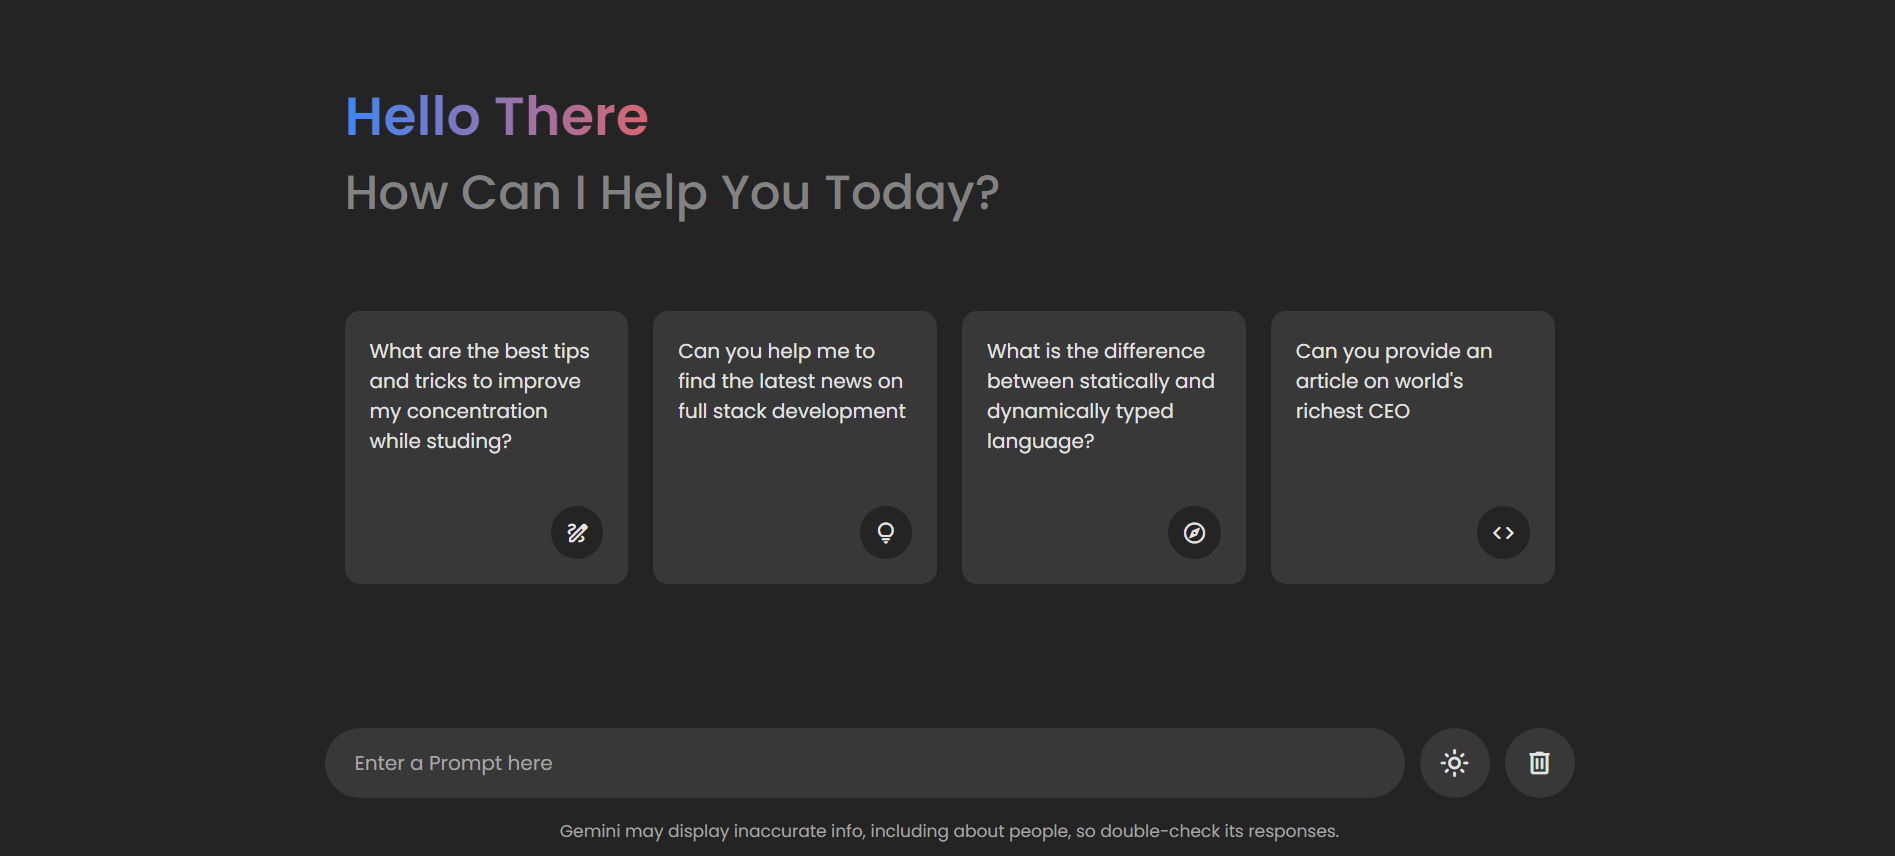 Hello There
How Can I Help You Today?
What are the best tips
and tricks to improve
my concentration
while studing?
Can you help me to
find the latest news on
full stack development
What is the difference
between statically and
dynamically typed
language?
Can you provide an
article on world's
richest CEO
Enter a Prompt here
Gemini may display inaccurate info, including about people, so double-check its responses.